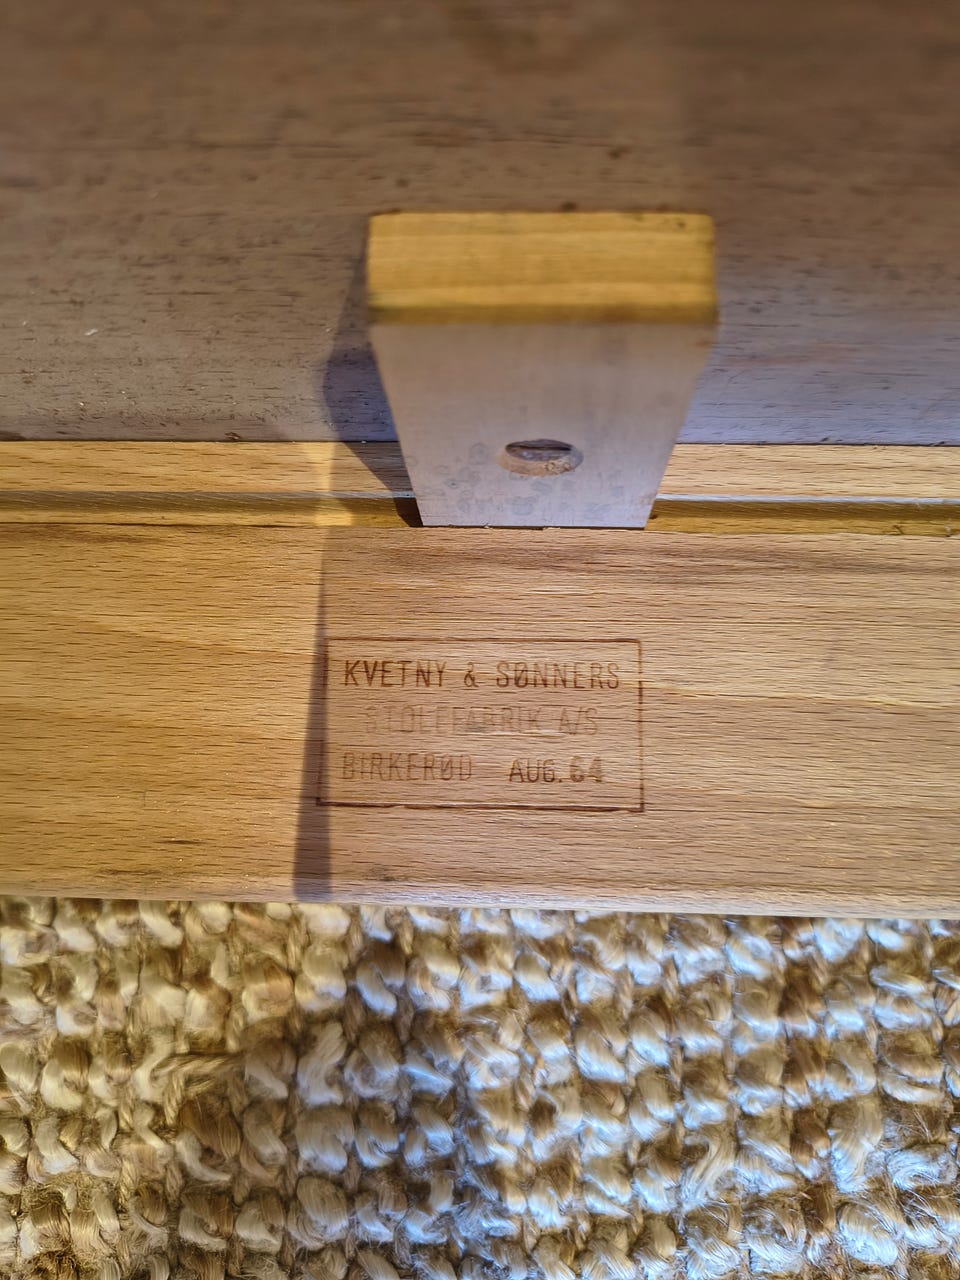 KVETNY & SØNNERS
STOLEFABRIK A/S
BIRKERØD AUG. 64